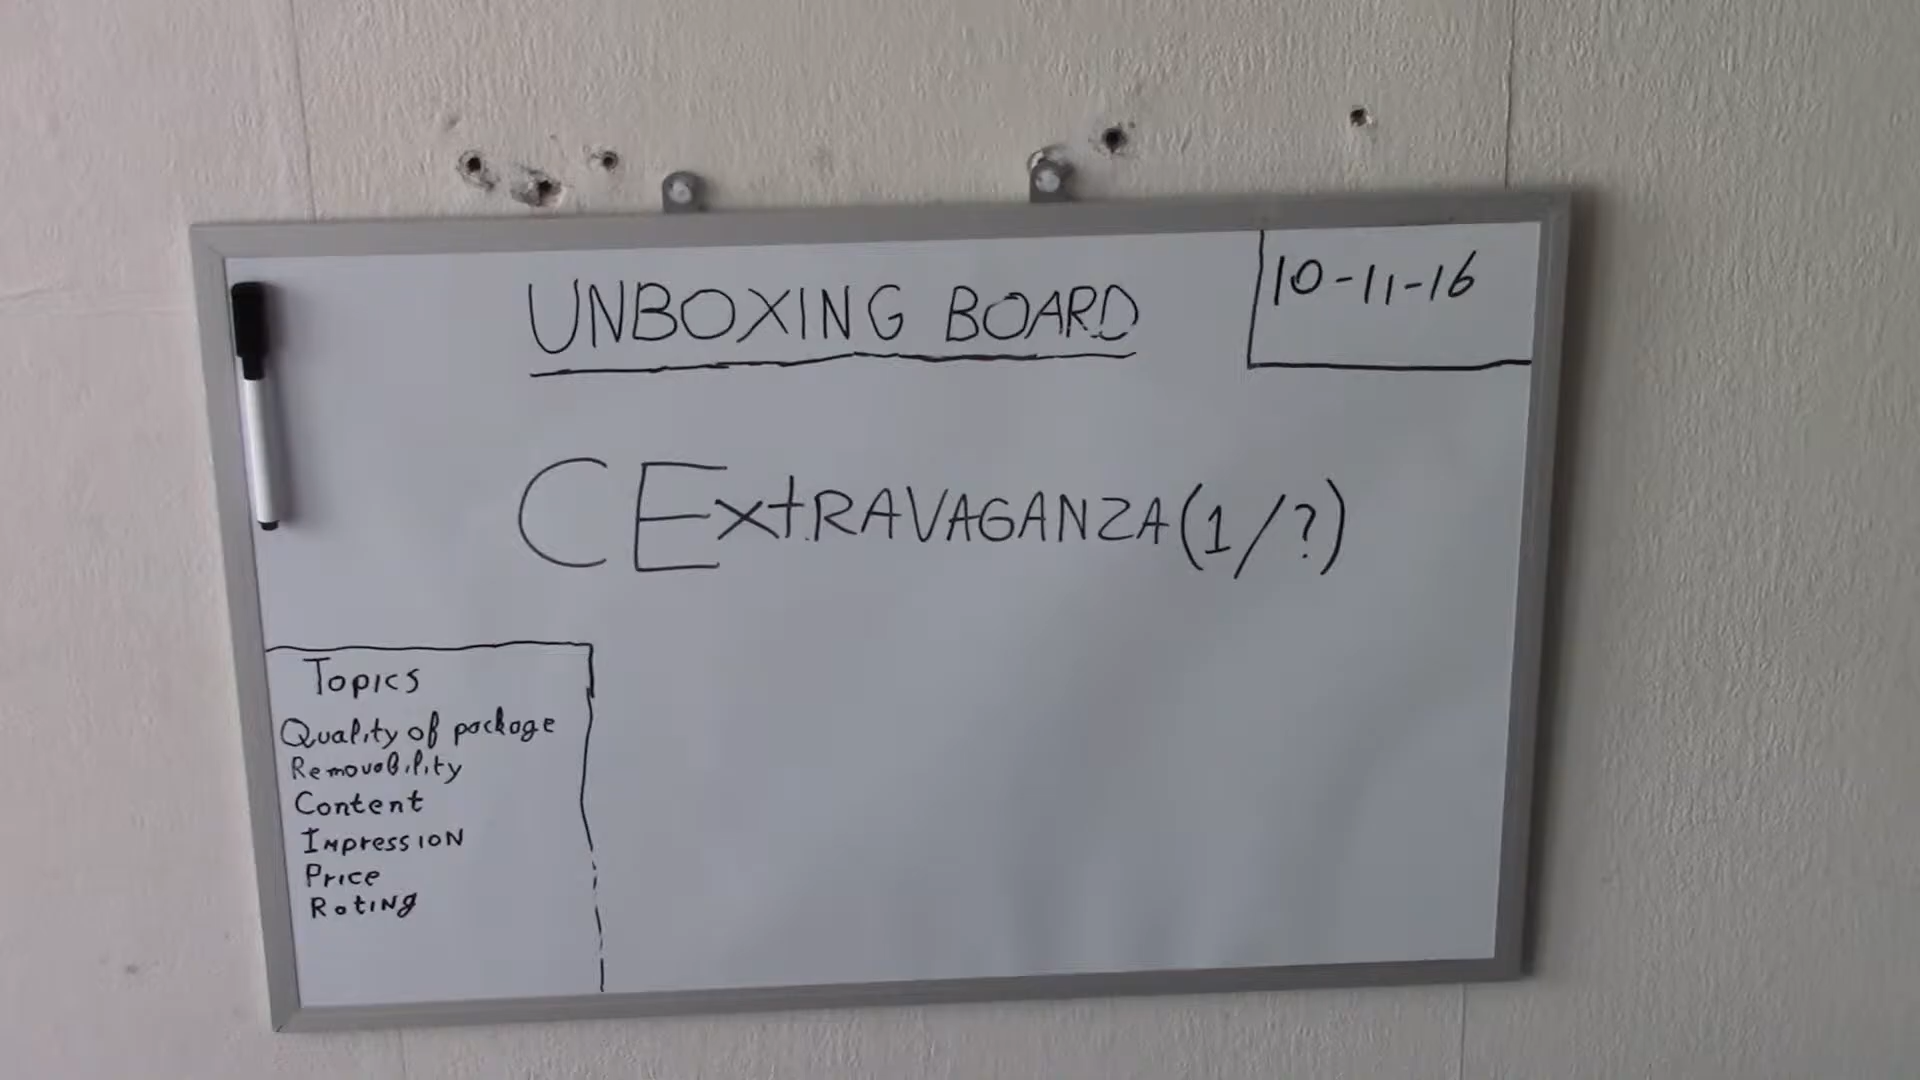 UNBOXING BOARD
10-11-16
CExtRAVAGANZA(1/?)
Topics
Quality of package
Removability
Content
Impression
Price
Rating